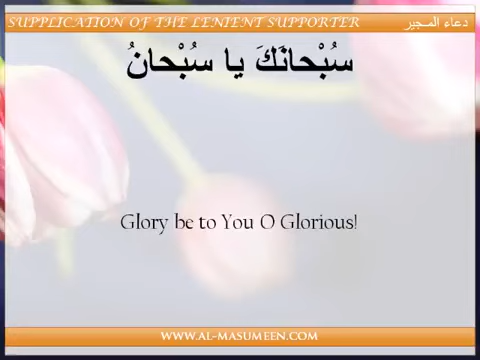 SUPPLICATION OF THE LENIENT SUPPORTER دعاء المجير
سُبْحانَكَ يا سُبْحانُ
Glory be to You O Glorious!
WWW.AL-MASUMEEN.COM